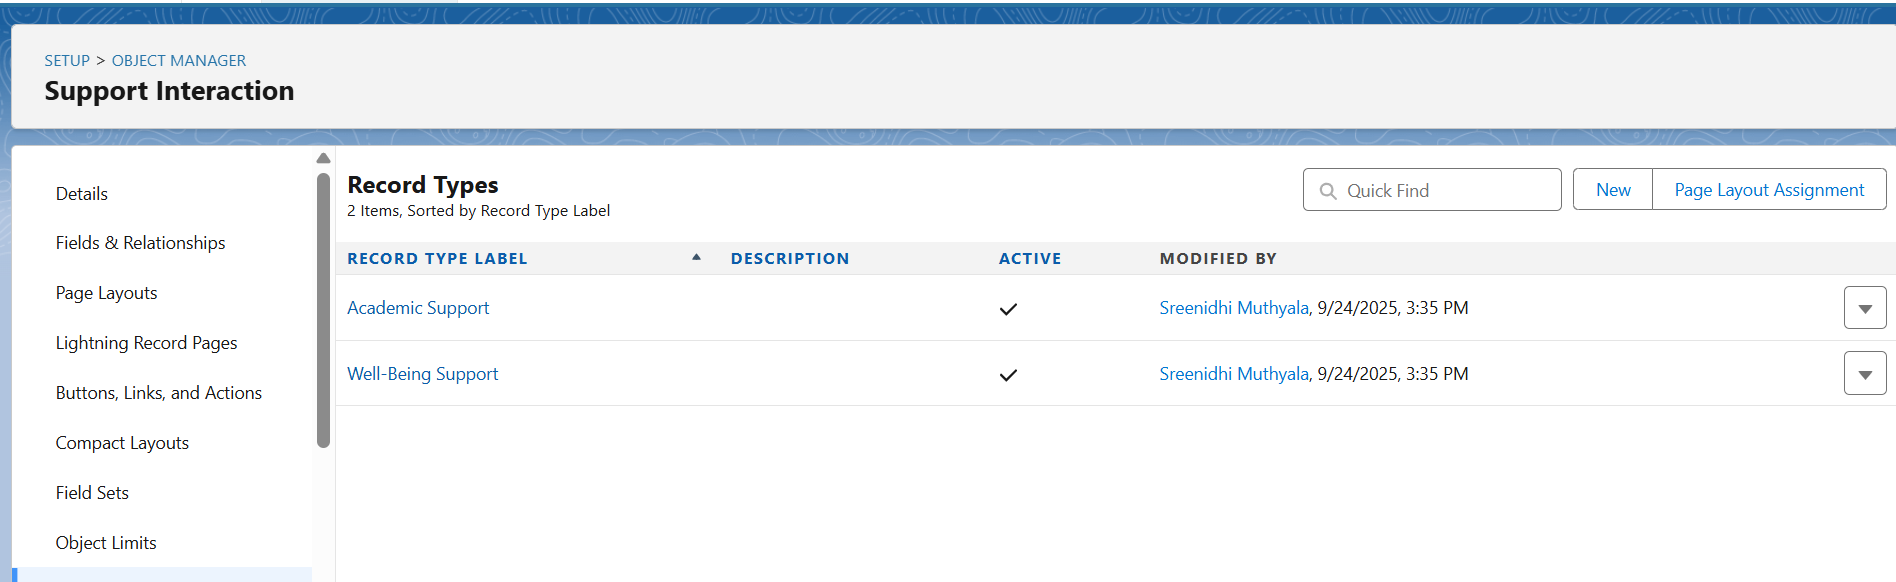 SETUP > OBJECT MANAGER
Support Interaction
Details
Fields & Relationships
Page Layouts
Lightning Record Pages
Buttons, Links, and Actions
Compact Layouts
Field Sets
Object Limits
Record Types
2 Items, Sorted by Record Type Label
Quick Find
New
Page Layout Assignment
RECORD TYPE LABEL DESCRIPTION ACTIVE MODIFIED BY
Academic Support Sreenidhi Muthyala, 9/24/2025, 3:35 PM
Well-Being Support Sreenidhi Muthyala, 9/24/2025, 3:35 PM